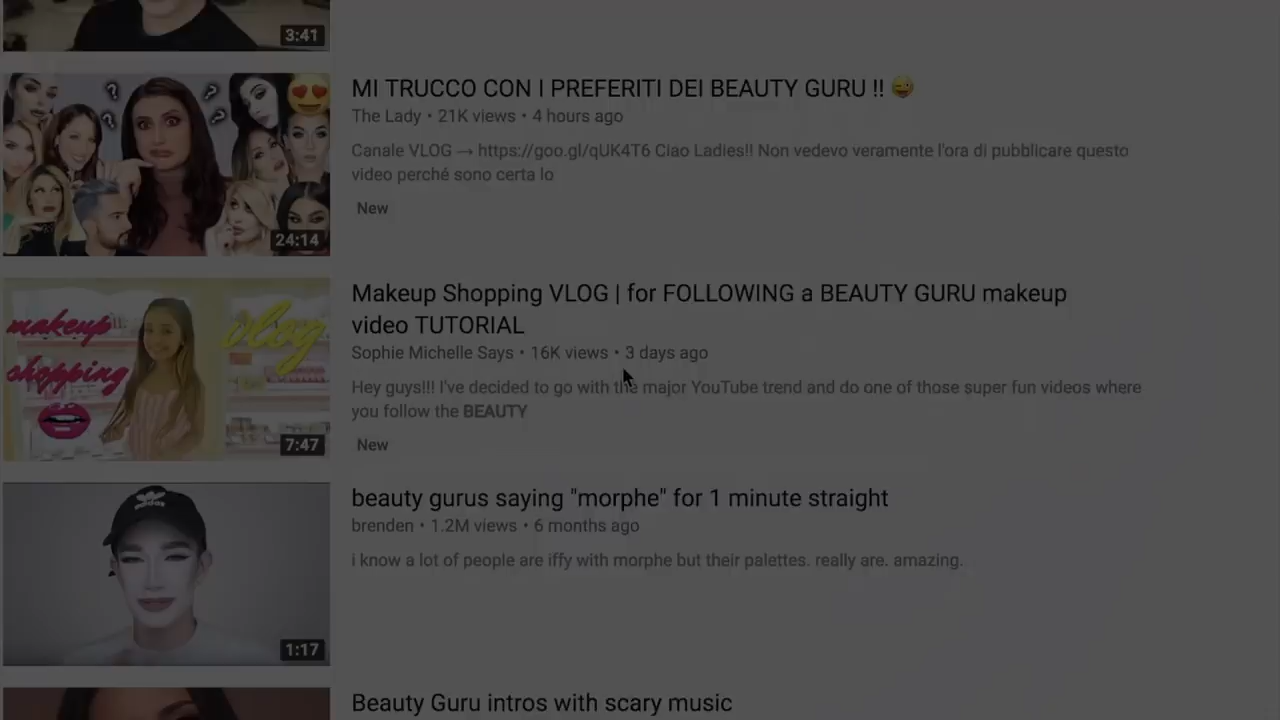 3:41
MI TRUCCO CON I PREFERITI DEI BEAUTY GURU !! 😜
The Lady • 21K views • 4 hours ago
Canale VLOG → https://goo.gl/qUK4T6 Ciao Ladies!! Non vedevo veramente l'ora di pubblicare questo
video perché sono certa lo
New
? ?
? ?
24:14
Makeup Shopping VLOG | for FOLLOWING a BEAUTY GURU makeup
video TUTORIAL
Sophie Michelle Says • 16K views • 3 days ago
Hey guys!!! I've decided to go with the major YouTube trend and do one of those super fun videos where
you follow the BEAUTY
New
makeup vlog
shopping
7:47
beauty gurus saying "morphe" for 1 minute straight
brenden • 1.2M views • 6 months ago
i know a lot of people are iffy with morphe but their palettes. really are. amazing.
adidas
1:17
Beauty Guru intros with scary music